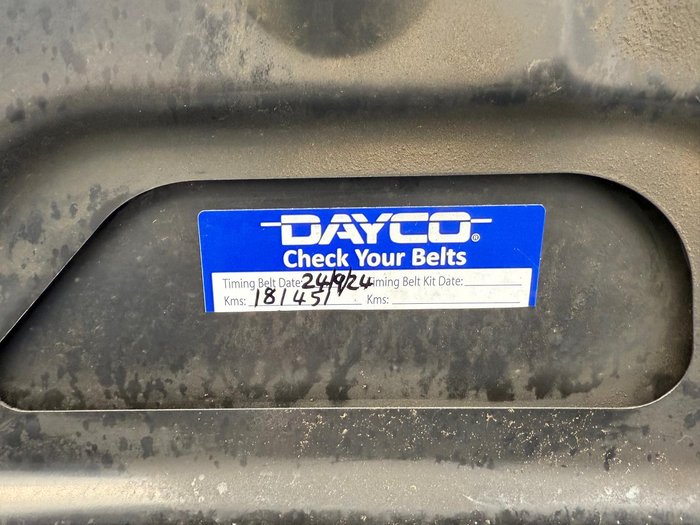 DAYCO®
Check Your Belts
Timing Belt Date: 24/9/24 Timing Belt Kit Date:
Kms: 181451 Kms: